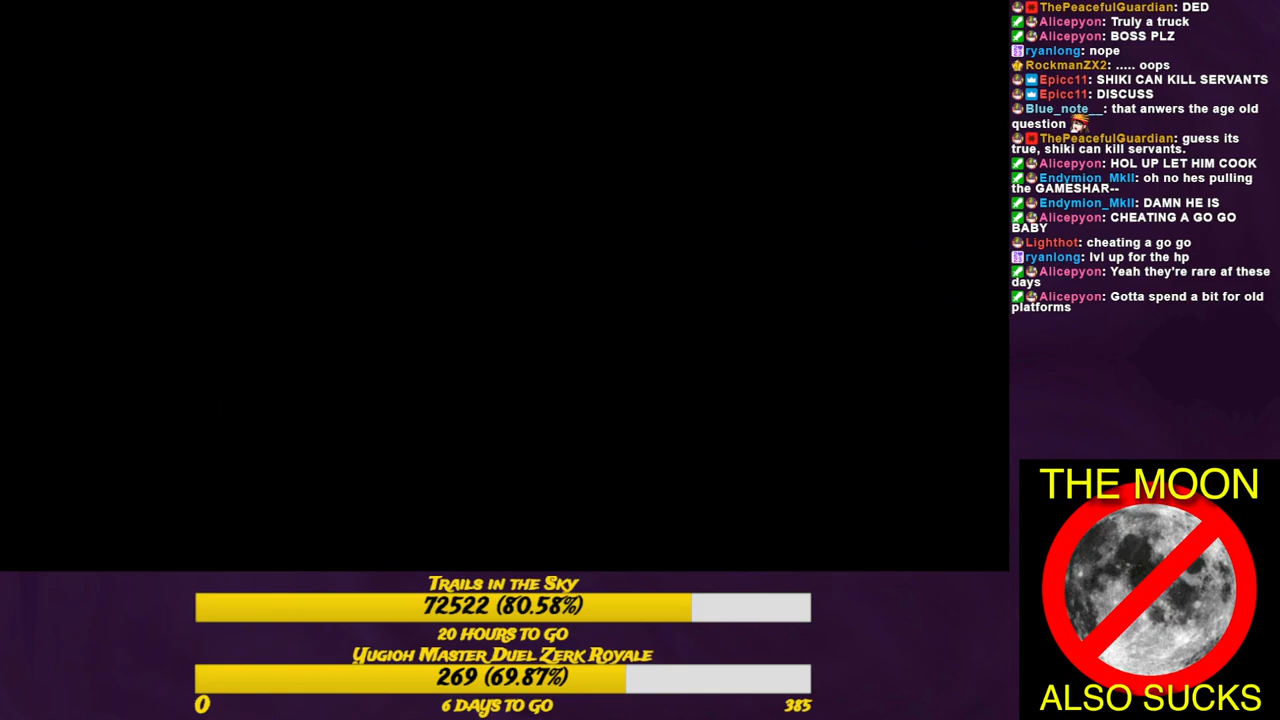 ThePeacefulGuardian: DED
Alicepyon: Truly a truck
Alicepyon: BOSS PLZ
ryanlong: nope
RockmanZX2: ..... oops
Epicc11: SHIKI CAN KILL SERVANTS
Epicc11: DISCUSS
Blue_note__: that anwers the age old
question
ThePeacefulGuardian: guess its
true, shiki can kill servants.
Alicepyon: HOL UP LET HIM COOK
Endymion_MkII: oh no hes pulling
the GAMESHAR--
Endymion_MkII: DAMN HE IS
Alicepyon: CHEATING A GO GO
BABY
Lighthot: cheating a go go
ryanlong: lvl up for the hp
Alicepyon: Yeah they're rare af these
days
Alicepyon: Gotta spend a bit for old
platforms
THE MOON
ALSO SUCKS
Trails in the Sky
72522 (80.58%)
20 HOURS TO GO
Yugioh Master Duel Zerk Royale
269 (69.87%)
0 6 DAYS TO GO 385